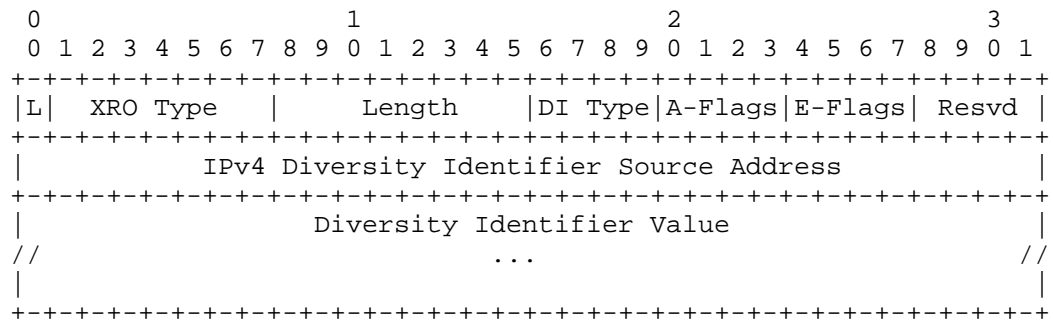 0                   1                   2                   3
 0 1 2 3 4 5 6 7 8 9 0 1 2 3 4 5 6 7 8 9 0 1 2 3 4 5 6 7 8 9 0 1
+-+-+-+-+-+-+-+-+-+-+-+-+-+-+-+-+-+-+-+-+-+-+-+-+-+-+-+-+-+-+-+-+
|L|  XRO Type   |     Length    |DI Type|A-Flags|E-Flags| Resvd |
+-+-+-+-+-+-+-+-+-+-+-+-+-+-+-+-+-+-+-+-+-+-+-+-+-+-+-+-+-+-+-+-+
|           IPv4 Diversity Identifier Source Address            |
+-+-+-+-+-+-+-+-+-+-+-+-+-+-+-+-+-+-+-+-+-+-+-+-+-+-+-+-+-+-+-+-+
|                  Diversity Identifier Value                   |
//                            ...                              //
|                                                               |
+-+-+-+-+-+-+-+-+-+-+-+-+-+-+-+-+-+-+-+-+-+-+-+-+-+-+-+-+-+-+-+-+